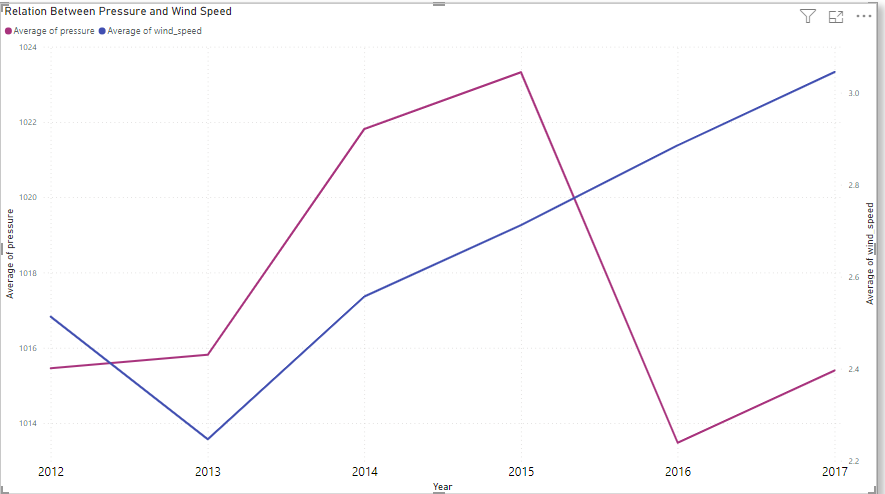 Relation Between Pressure and Wind Speed
Average of pressure Average of wind_speed
1024
1022
1020
1018
1016
1014
Average of pressure
3.0
2.8
2.6
2.4
2.2
Average of wind_speed
2012 2013 2014 2015 2016 2017
Year